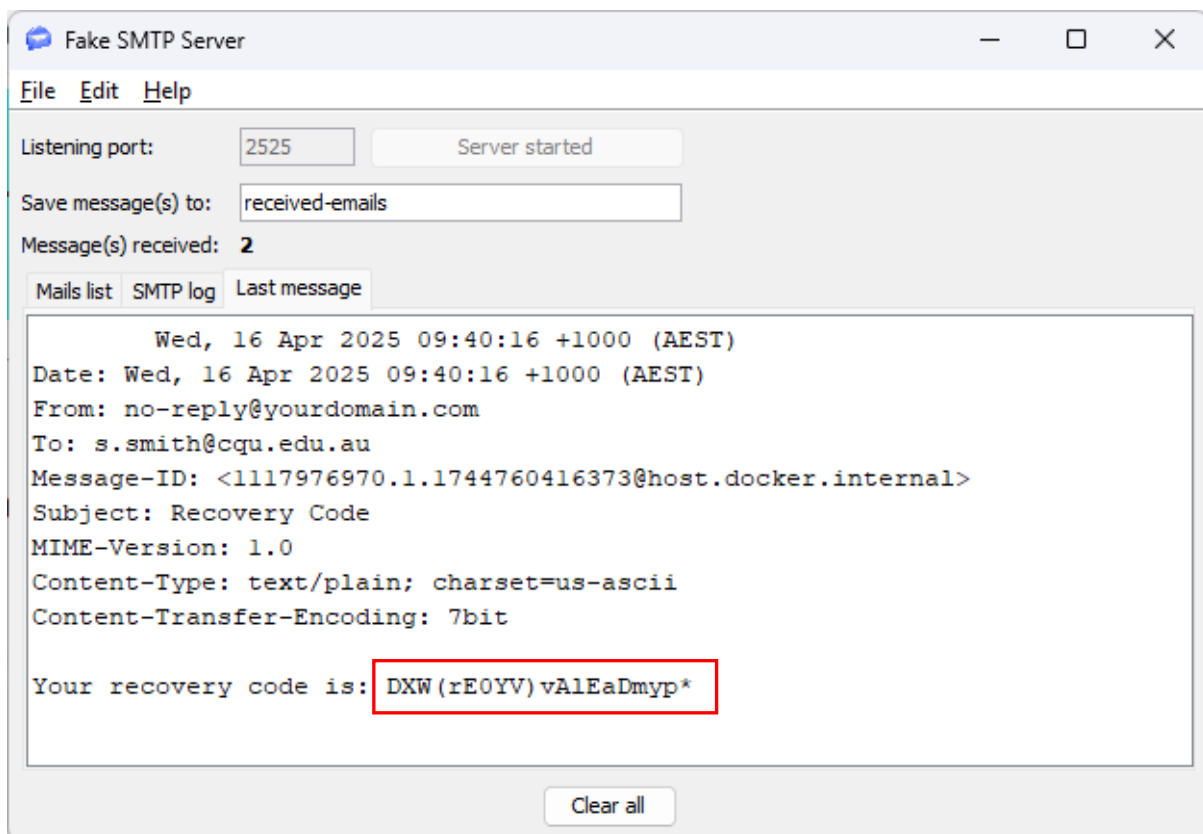 Fake SMTP Server
File Edit Help
Listening port: 2525 Server started
Save message(s) to: received-emails
Message(s) received: 2
Mails list SMTP log Last message
Wed, 16 Apr 2025 09:40:16 +1000 (AEST)
Date: Wed, 16 Apr 2025 09:40:16 +1000 (AEST)
From: no-reply@yourdomain.com
To: s.smith@cqu.edu.au
Message-ID: <1117976970.1.1744760416373@host.docker.internal>
Subject: Recovery Code
MIME-Version: 1.0
Content-Type: text/plain; charset=us-ascii
Content-Transfer-Encoding: 7bit
Your recovery code is: DXW(rE0YV)vAlEaDmyp*
Clear all